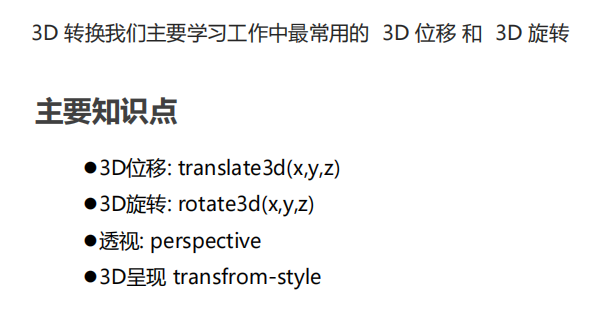 3D 转换我们主要学习工作中最常用的 3D 位移 和 3D 旋转
主要知识点
●3D位移: translate3d(x,y,z)
●3D旋转: rotate3d(x,y,z)
●透视: perspective
●3D呈现 transfrom-style